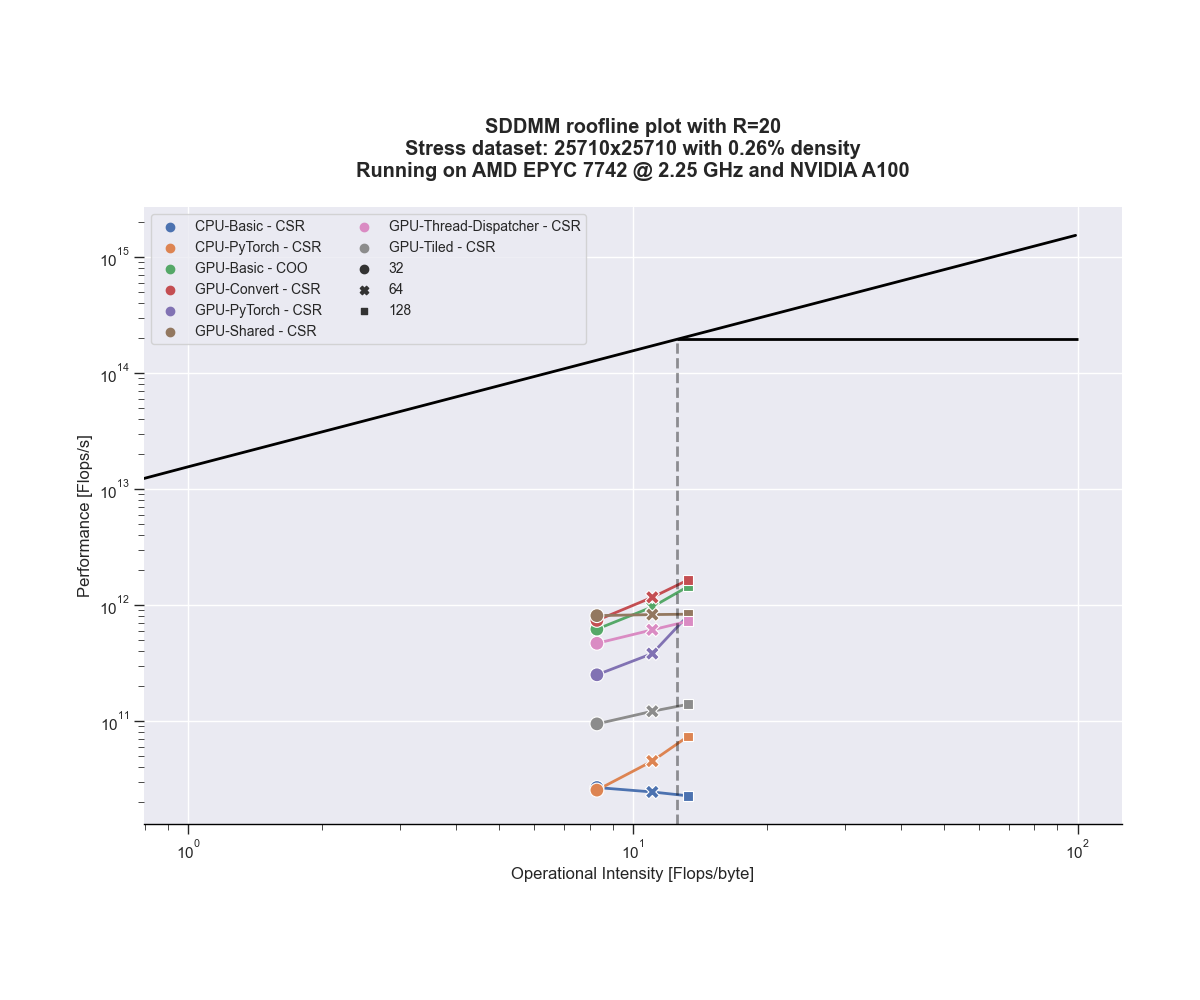 SDDMM roofline plot with R=20
Stress dataset: 25710x25710 with 0.26% density
Running on AMD EPYC 7742 @ 2.25 GHz and NVIDIA A100
CPU-Basic - CSR
CPU-PyTorch - CSR
GPU-Basic - COO
GPU-Convert - CSR
GPU-PyTorch - CSR
GPU-Shared - CSR
GPU-Thread-Dispatcher - CSR
GPU-Tiled - CSR
32
64
128
Performance [Flops/s]
10^15
10^14
10^13
10^12
10^11
10^0
10^1
10^2
Operational Intensity [Flops/byte]